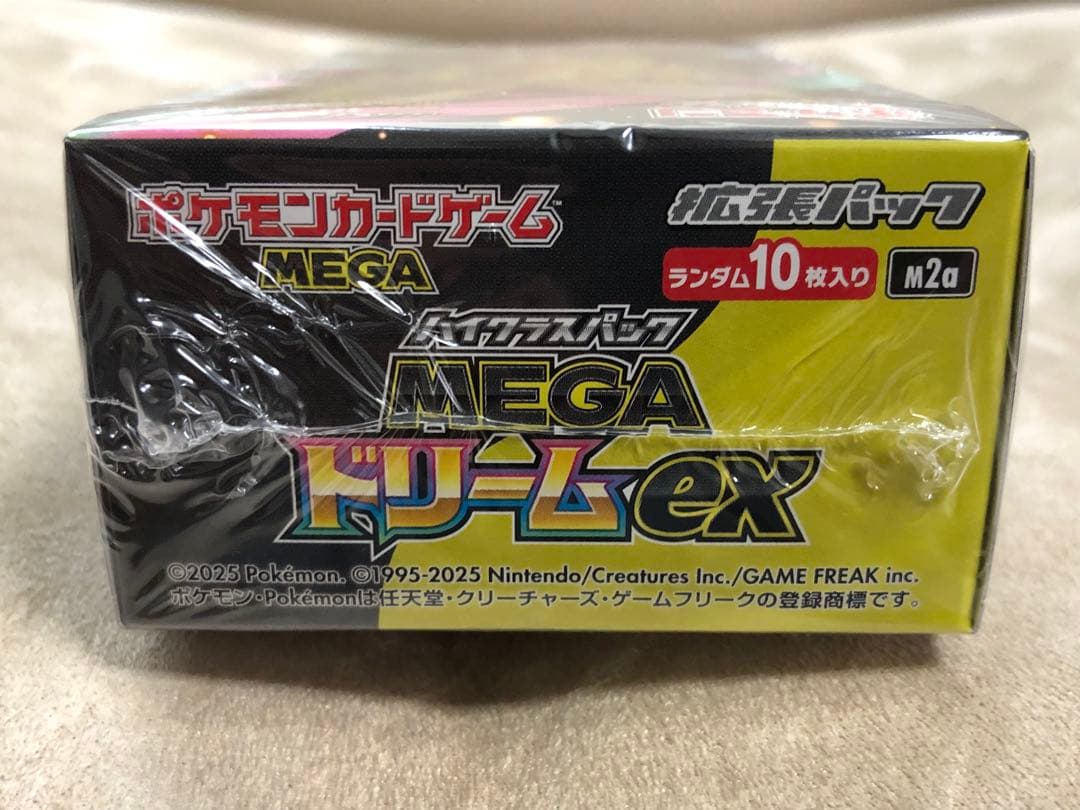 ポケモンカードゲーム™
MEGA
拡張パック
ランダム10枚入り
M2a
ハイクラスパック
MEGA
ドリームex
©2025 Pokémon. ©1995-2025 Nintendo/Creatures Inc./GAME FREAK inc.
ポケモン・Pokémonは任天堂・クリーチャーズ・ゲームフリークの登録商標です。